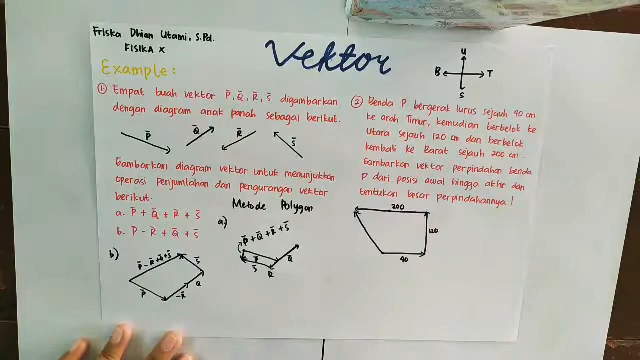 Friska Dhian Utami, S.Pd.
FISIKA X
Vektor
U
B T
S
Example:
① Empat buah vektor P̄, Q̄, R̄, S̄ digambarkan
dengan diagram anak panah sebagai berikut.
P̄ Q̄ R̄ S̄
Gambarkan diagram vektor untuk menunjukkan
operasi penjumlahan dan pengurangan vektor
berikut.
a. P̄ + Q̄ + R̄ + S̄
b. P̄ - R̄ + Q̄ + S̄
Metode Polygon
a)
P̄ + Q̄ + R̄ + S̄
P̄ Q̄
S R
b)
P̄ - R̄ + Q̄ + S̄
S̄
P̄ -R̄ Q
② Benda P bergerak lurus sejauh 40 cm
ke arah Timur, kemudian berbelok ke
Utara sejauh 120 cm dan berbelok
kembali ke Barat sejauh 200 cm.
Gambarkan vektor perpindahan benda
P dari posisi awal hingga akhir dan
tentukan besar perpindahannya!
200
120
40